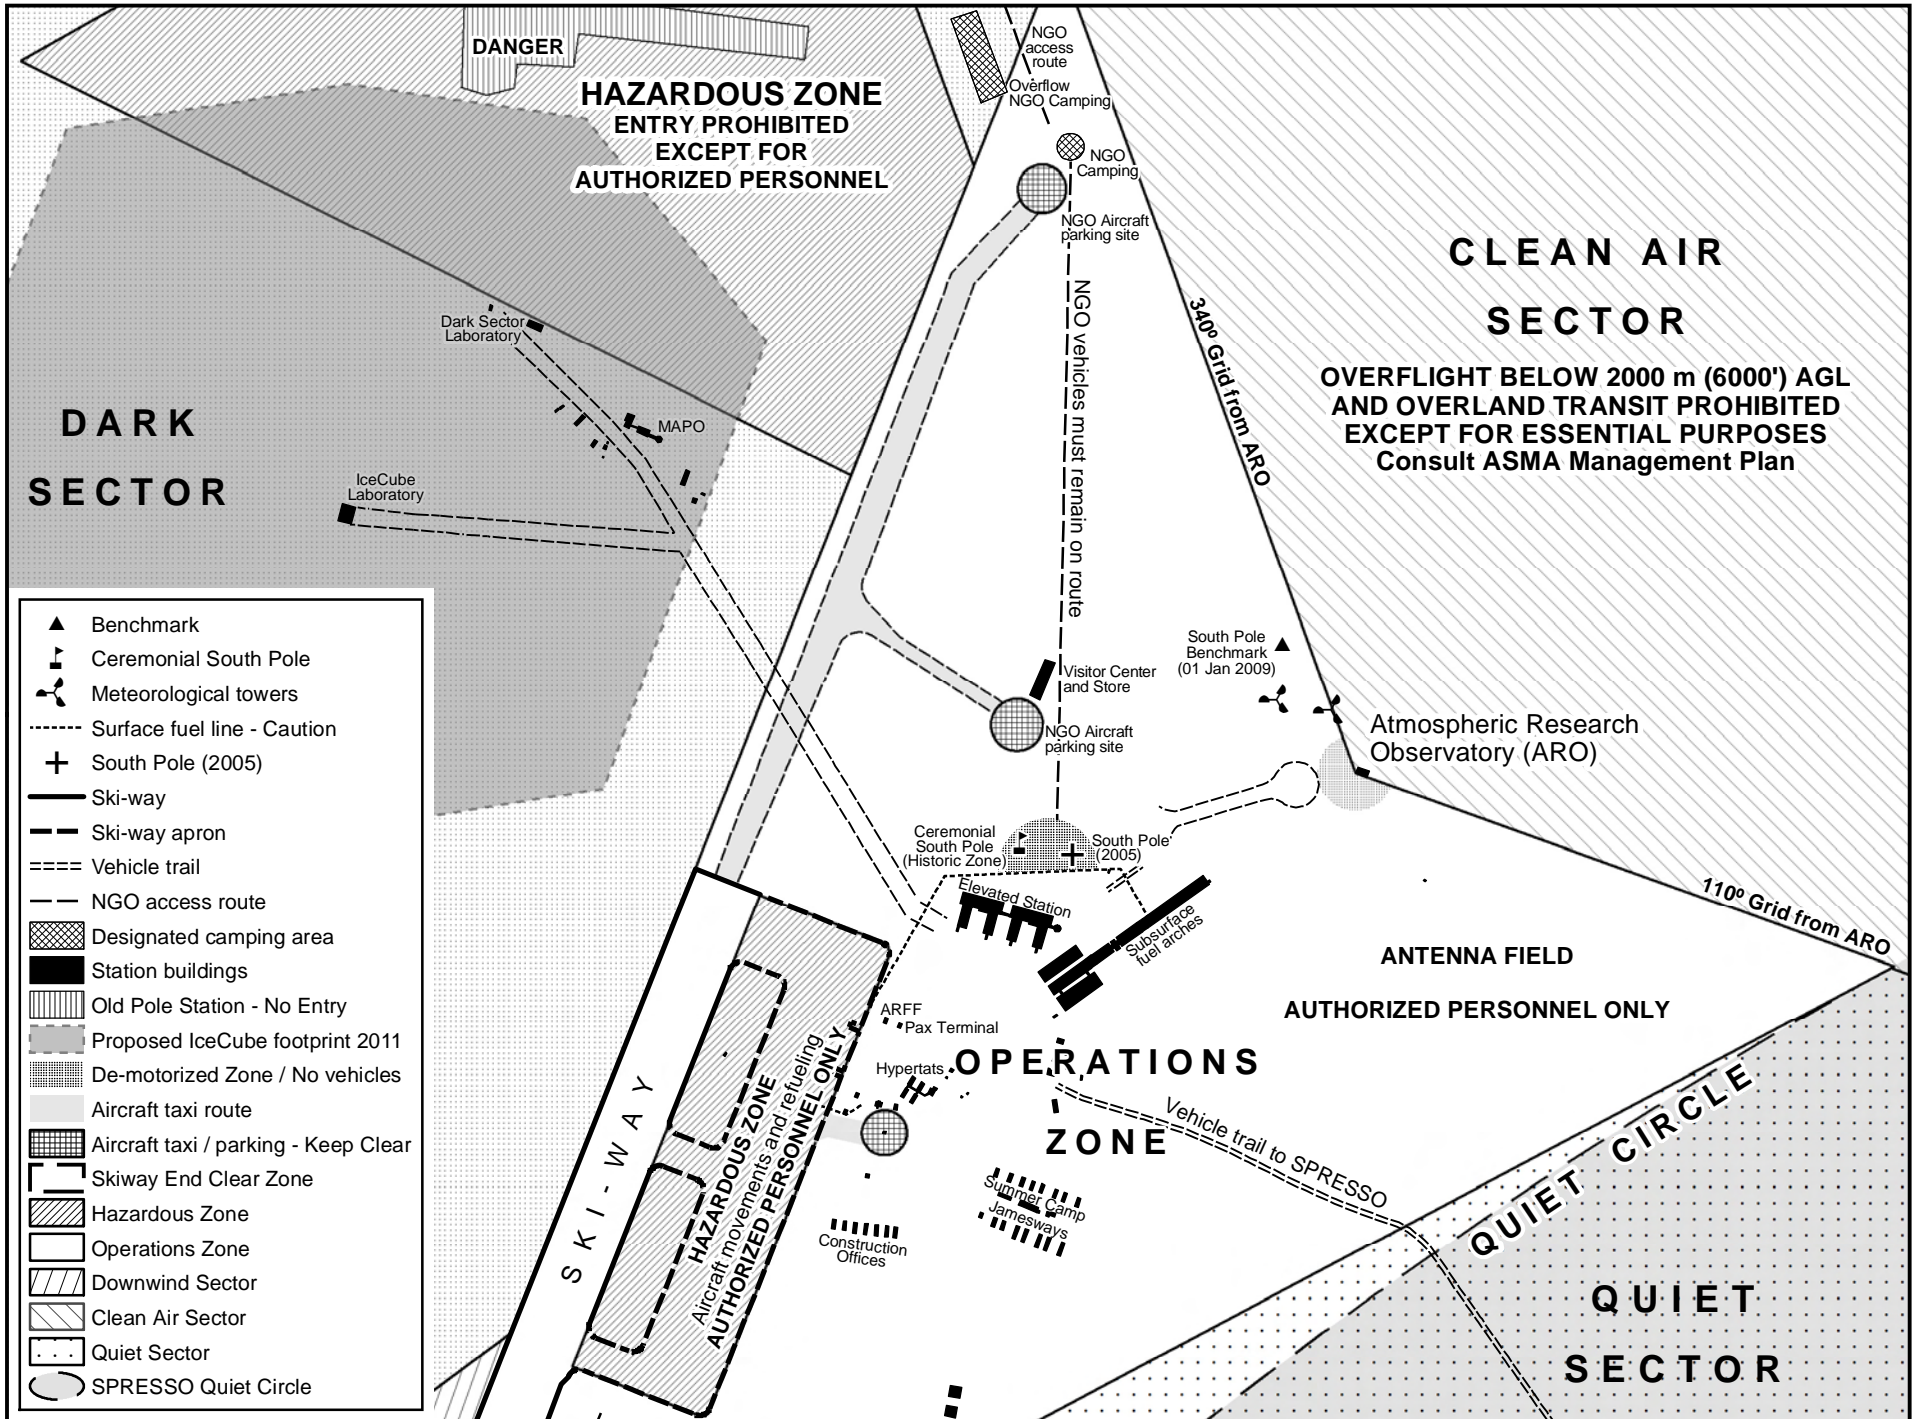 DANGER
HAZARDOUS ZONE
ENTRY PROHIBITED
EXCEPT FOR
AUTHORIZED PERSONNEL
NGO
access
route
Overflow
NGO Camping
NGO
Camping
NGO Aircraft
parking site
CLEAN AIR
SECTOR
OVERFLIGHT BELOW 2000 m (6000') AGL
AND OVERLAND TRANSIT PROHIBITED
EXCEPT FOR ESSENTIAL PURPOSES
Consult ASMA Management Plan
340º Grid from ARO
NGO vehicles must remain on route
Dark Sector
Laboratory
MAPO
DARK
SECTOR
IceCube
Laboratory
South Pole
Benchmark
(01 Jan 2009)
Visitor Center
and Store
NGO Aircraft
parking site
Atmospheric Research
Observatory (ARO)
Ceremonial
South Pole
(Historic Zone)
South Pole
(2005)
Elevated Station
Subsurface
fuel arches
110º Grid from ARO
ANTENNA FIELD
AUTHORIZED PERSONNEL ONLY
ARFF
Pax Terminal
Hypertats
OPERATIONS
ZONE
Vehicle trail to SPRESSO
QUIET CIRCLE
QUIET
SECTOR
Summer Camp
Jamesways
Construction
Offices
SKI-WAY
HAZARDOUS ZONE
Aircraft movements and refueling
AUTHORIZED PERSONNEL ONLY
Benchmark
Ceremonial South Pole
Meteorological towers
Surface fuel line - Caution
South Pole (2005)
Ski-way
Ski-way apron
Vehicle trail
NGO access route
Designated camping area
Station buildings
Old Pole Station - No Entry
Proposed IceCube footprint 2011
De-motorized Zone / No vehicles
Aircraft taxi route
Aircraft taxi / parking - Keep Clear
Skiway End Clear Zone
Hazardous Zone
Operations Zone
Downwind Sector
Clean Air Sector
Quiet Sector
SPRESSO Quiet Circle